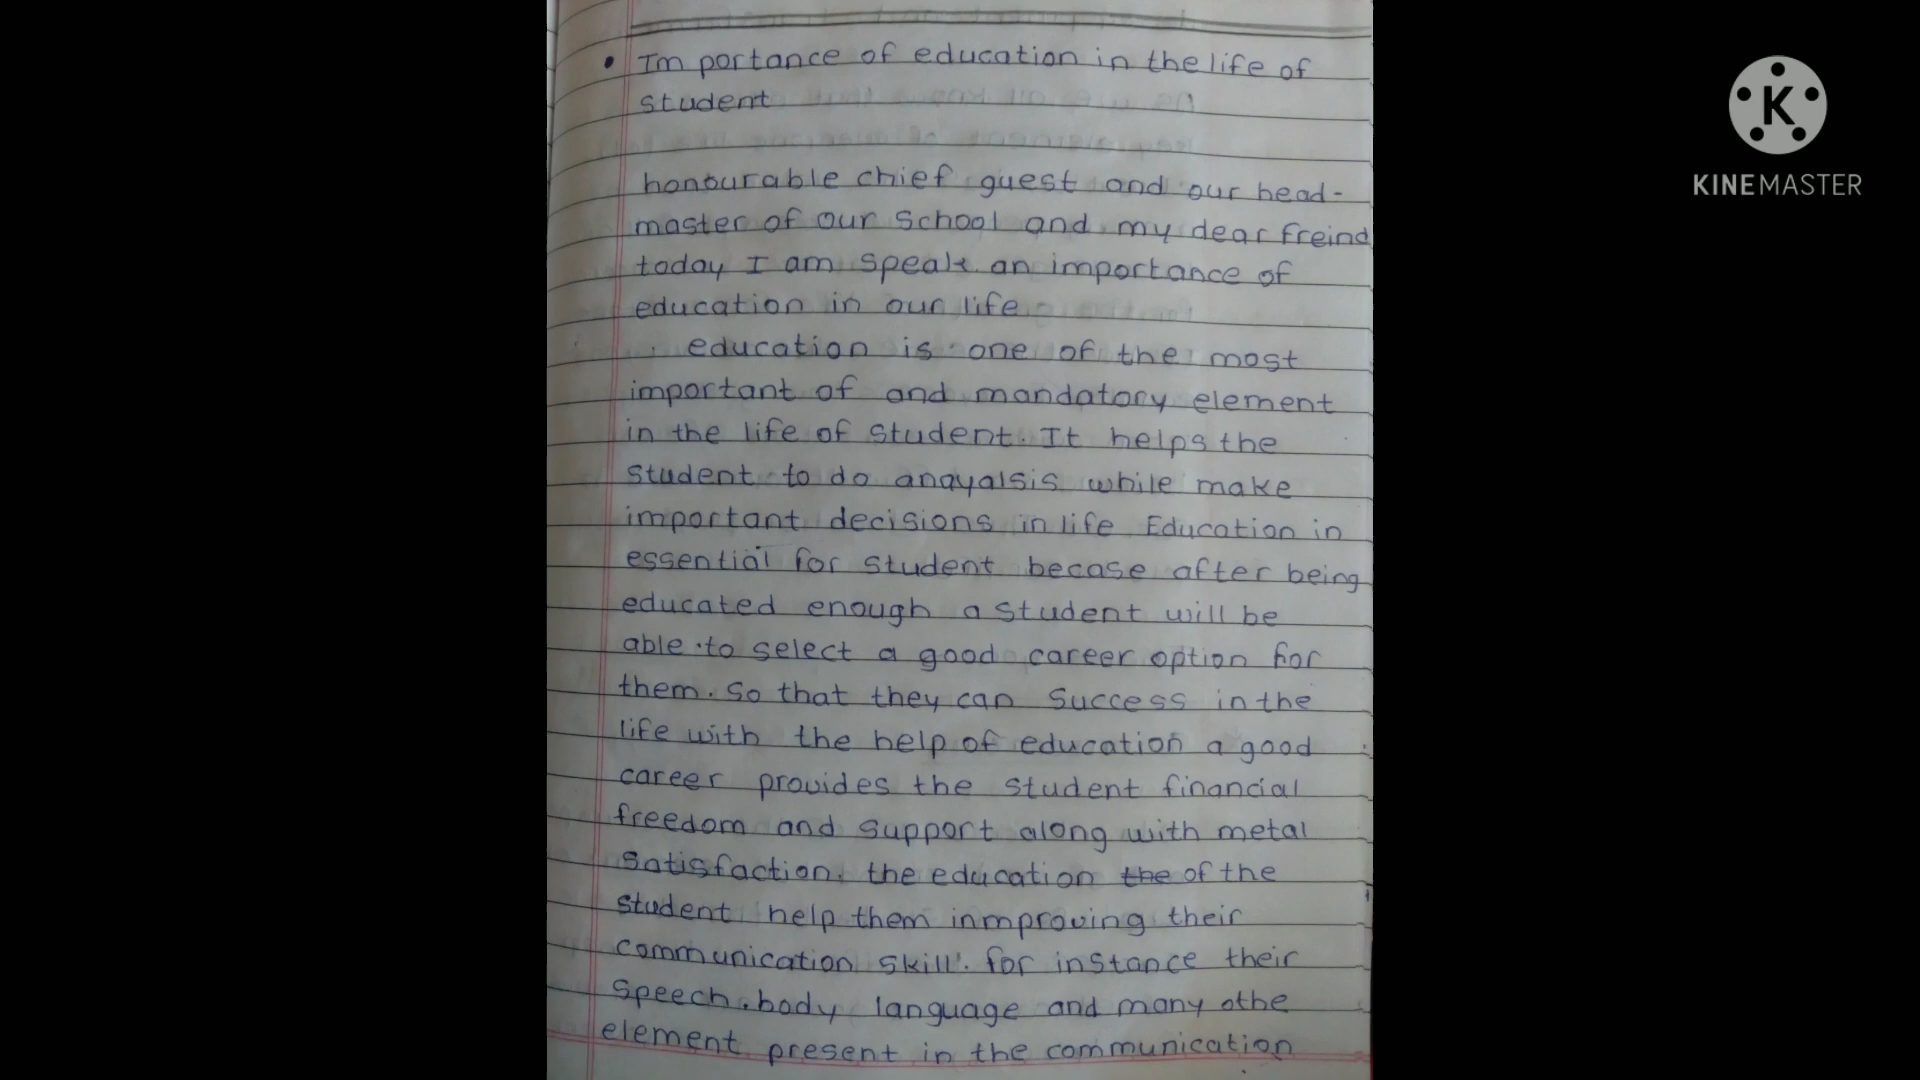 • Im portance of education in the life of
student
honourable chief guest and our head-
master of our school and my dear freind
today I am speak an importance of
education in our life
education is one of the most
important of and mandatory element
in the life of student. It helps the
student to do anayalsis while make
important decisions in life Education in
essential for student becase after being
educated enough a student will be
able to select a good career option for
them. so that they can success in the
life with the help of education a good
career provides the student financial
freedom and support along with metal
satisfaction. the education the of the
student help them inmproving their
communication skill. for instance their
speech, body language and many othe
element present in the communication
K
KINEMASTER